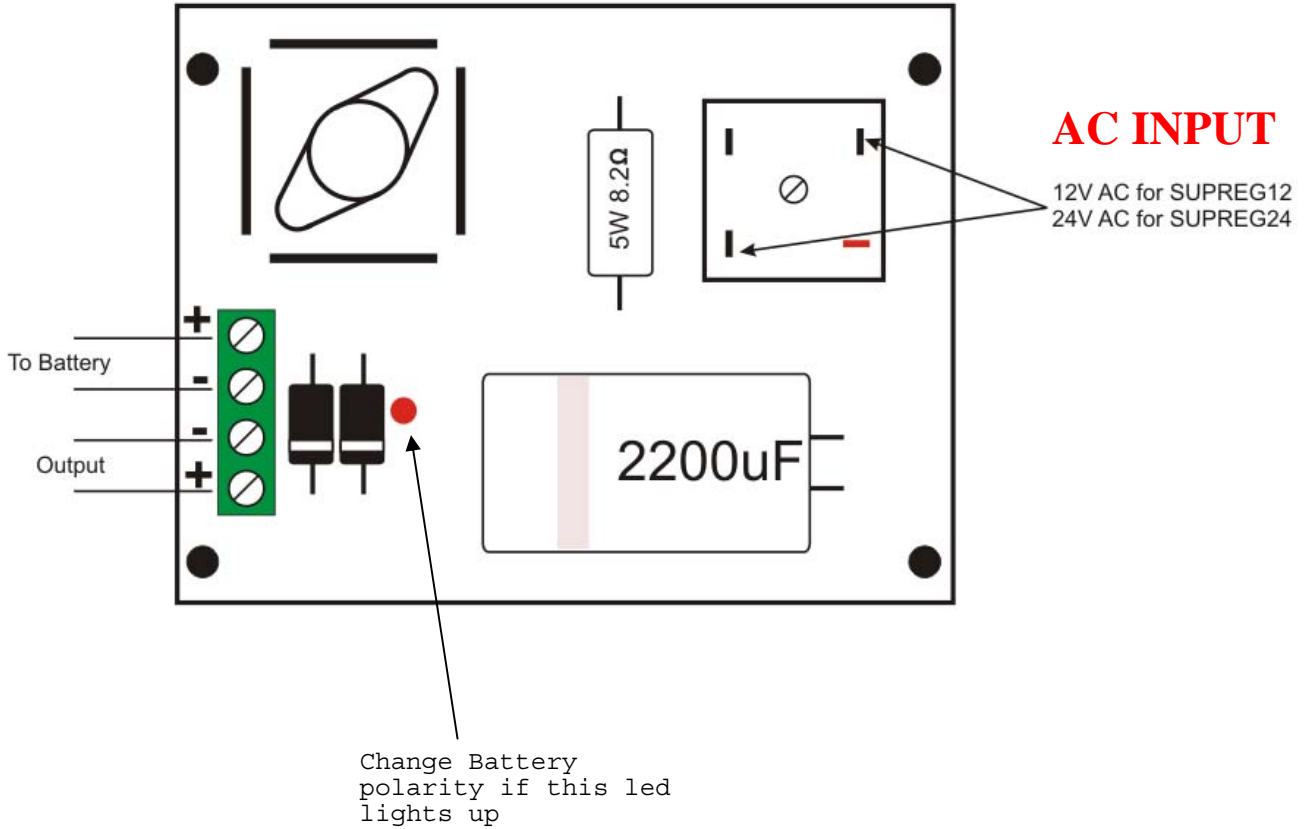 AC INPUT
12V AC for SUPREG12
24V AC for SUPREG24
5W 8.2Ω
+
To Battery
-
-
Output
+
2200uF
Change Battery
polarity if this led
lights up